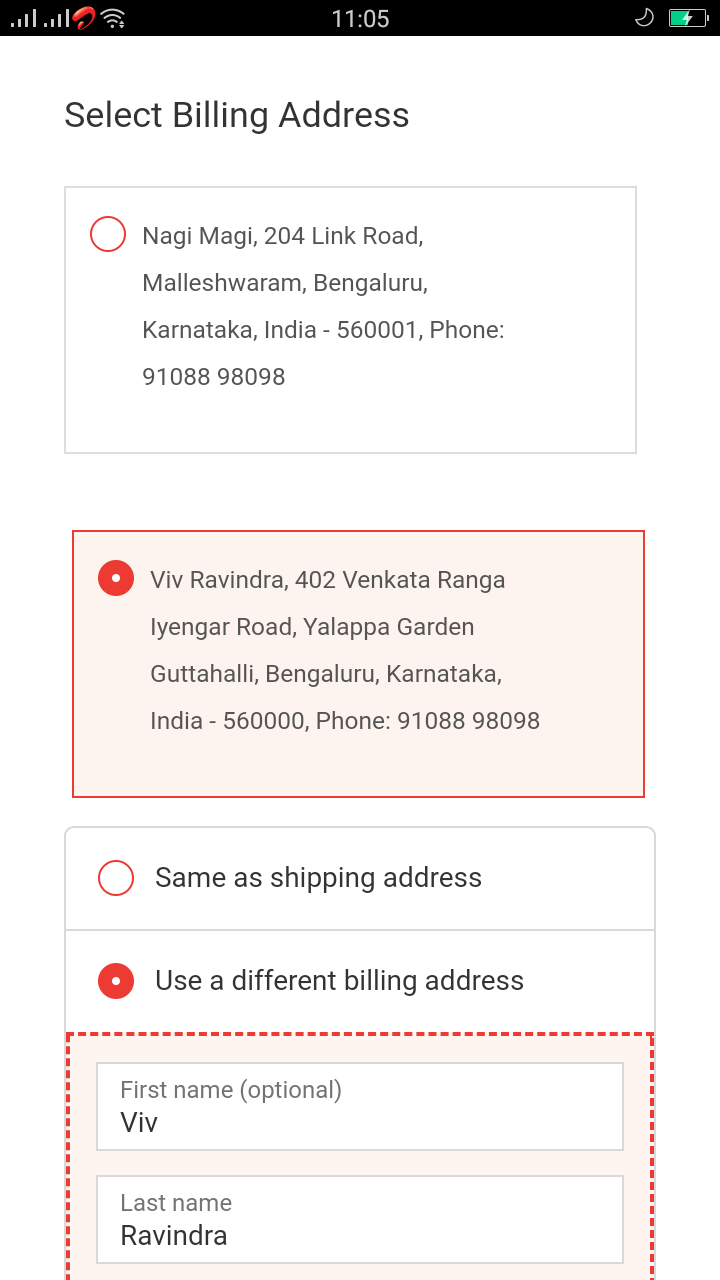 11:05
Select Billing Address
Nagi Magi, 204 Link Road,
Malleshwaram, Bengaluru,
Karnataka, India - 560001, Phone:
91088 98098
Viv Ravindra, 402 Venkata Ranga
Iyengar Road, Yalappa Garden
Guttahalli, Bengaluru, Karnataka,
India - 560000, Phone: 91088 98098
Same as shipping address
Use a different billing address
First name (optional)
Viv
Last name
Ravindra